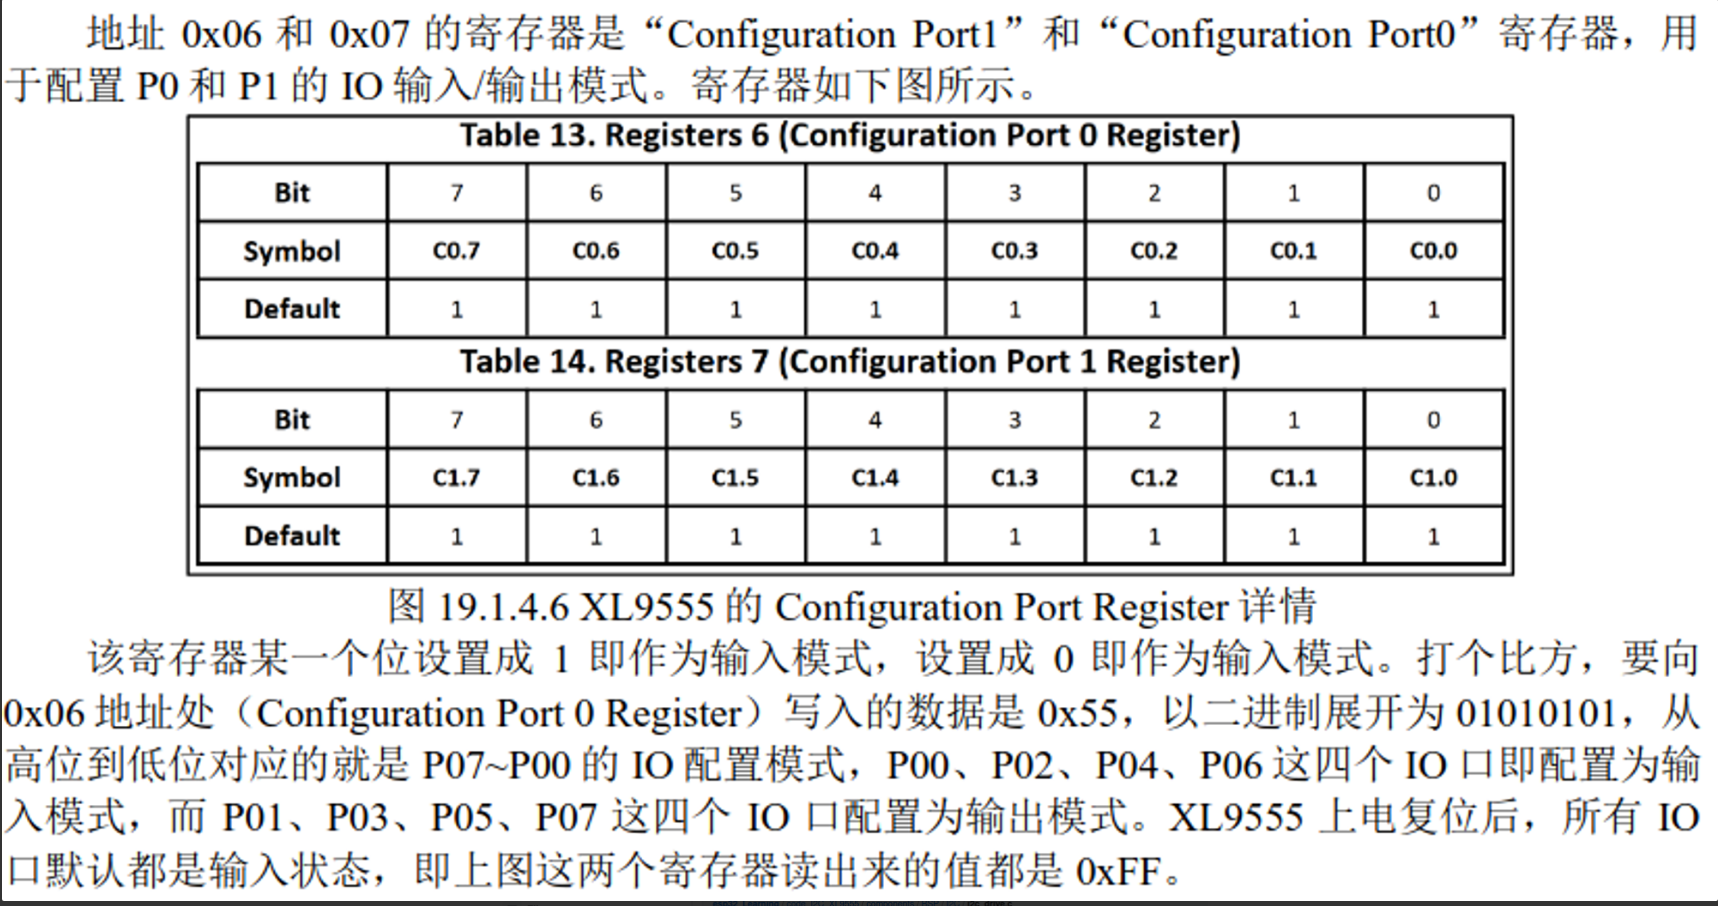 地址 0x06 和 0x07 的寄存器是“Configuration Port1”和“Configuration Port0”寄存器，用
于配置 P0 和 P1 的 IO 输入/输出模式。寄存器如下图所示。
Table 13. Registers 6 (Configuration Port 0 Register)
Bit 7 6 5 4 3 2 1 0
Symbol C0.7 C0.6 C0.5 C0.4 C0.3 C0.2 C0.1 C0.0
Default 1 1 1 1 1 1 1 1
Table 14. Registers 7 (Configuration Port 1 Register)
Bit 7 6 5 4 3 2 1 0
Symbol C1.7 C1.6 C1.5 C1.4 C1.3 C1.2 C1.1 C1.0
Default 1 1 1 1 1 1 1 1
图 19.1.4.6 XL9555 的 Configuration Port Register 详情
该寄存器某一个位设置成 1 即作为输入模式，设置成 0 即作为输入模式。打个比方，要向
0x06 地址处（Configuration Port 0 Register）写入的数据是 0x55，以二进制展开为 01010101，从
高位到低位对应的就是 P07~P00 的 IO 配置模式，P00、P02、P04、P06 这四个 IO 口即配置为输
入模式，而 P01、P03、P05、P07 这四个 IO 口配置为输出模式。XL9555 上电复位后，所有 IO
口默认都是输入状态，即上图这两个寄存器读出来的值都是 0xFF。